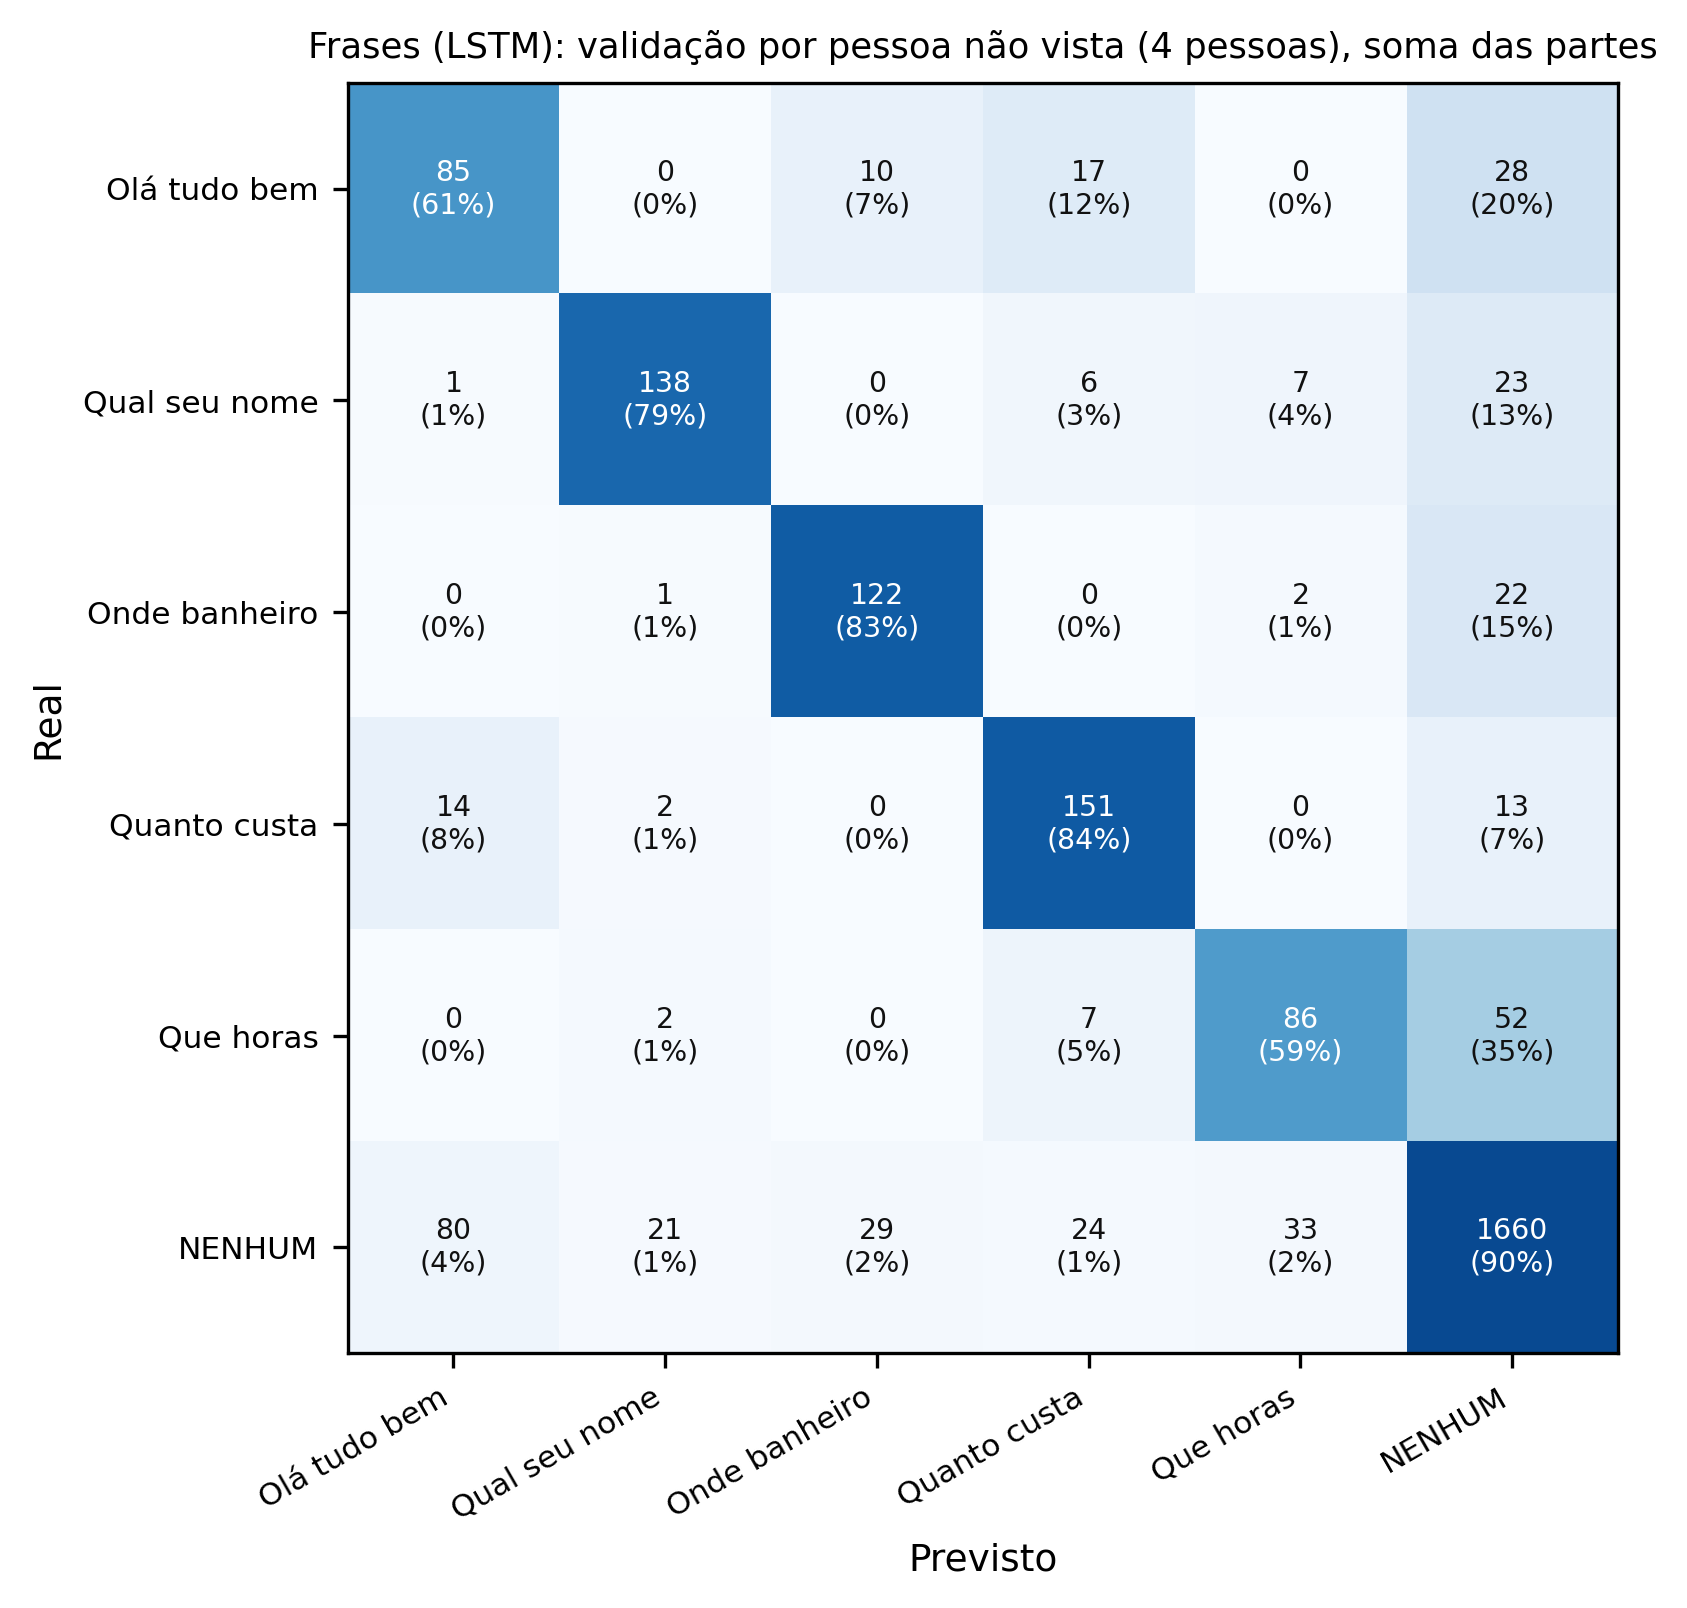 Frases (LSTM): validação por pessoa não vista (4 pessoas), soma das partes
Real
Olá tudo bem
85 0 10 17 0 28
(61%) (0%) (7%) (12%) (0%) (20%)
Qual seu nome
1 138 0 6 7 23
(1%) (79%) (0%) (3%) (4%) (13%)
Onde banheiro
0 1 122 0 2 22
(0%) (1%) (83%) (0%) (1%) (15%)
Quanto custa
14 2 0 151 0 13
(8%) (1%) (0%) (84%) (0%) (7%)
Que horas
0 2 0 7 86 52
(0%) (1%) (0%) (5%) (59%) (35%)
NENHUM
80 21 29 24 33 1660
(4%) (1%) (2%) (1%) (2%) (90%)
Olá tudo bem
Qual seu nome
Onde banheiro
Quanto custa
Que horas
NENHUM
Previsto